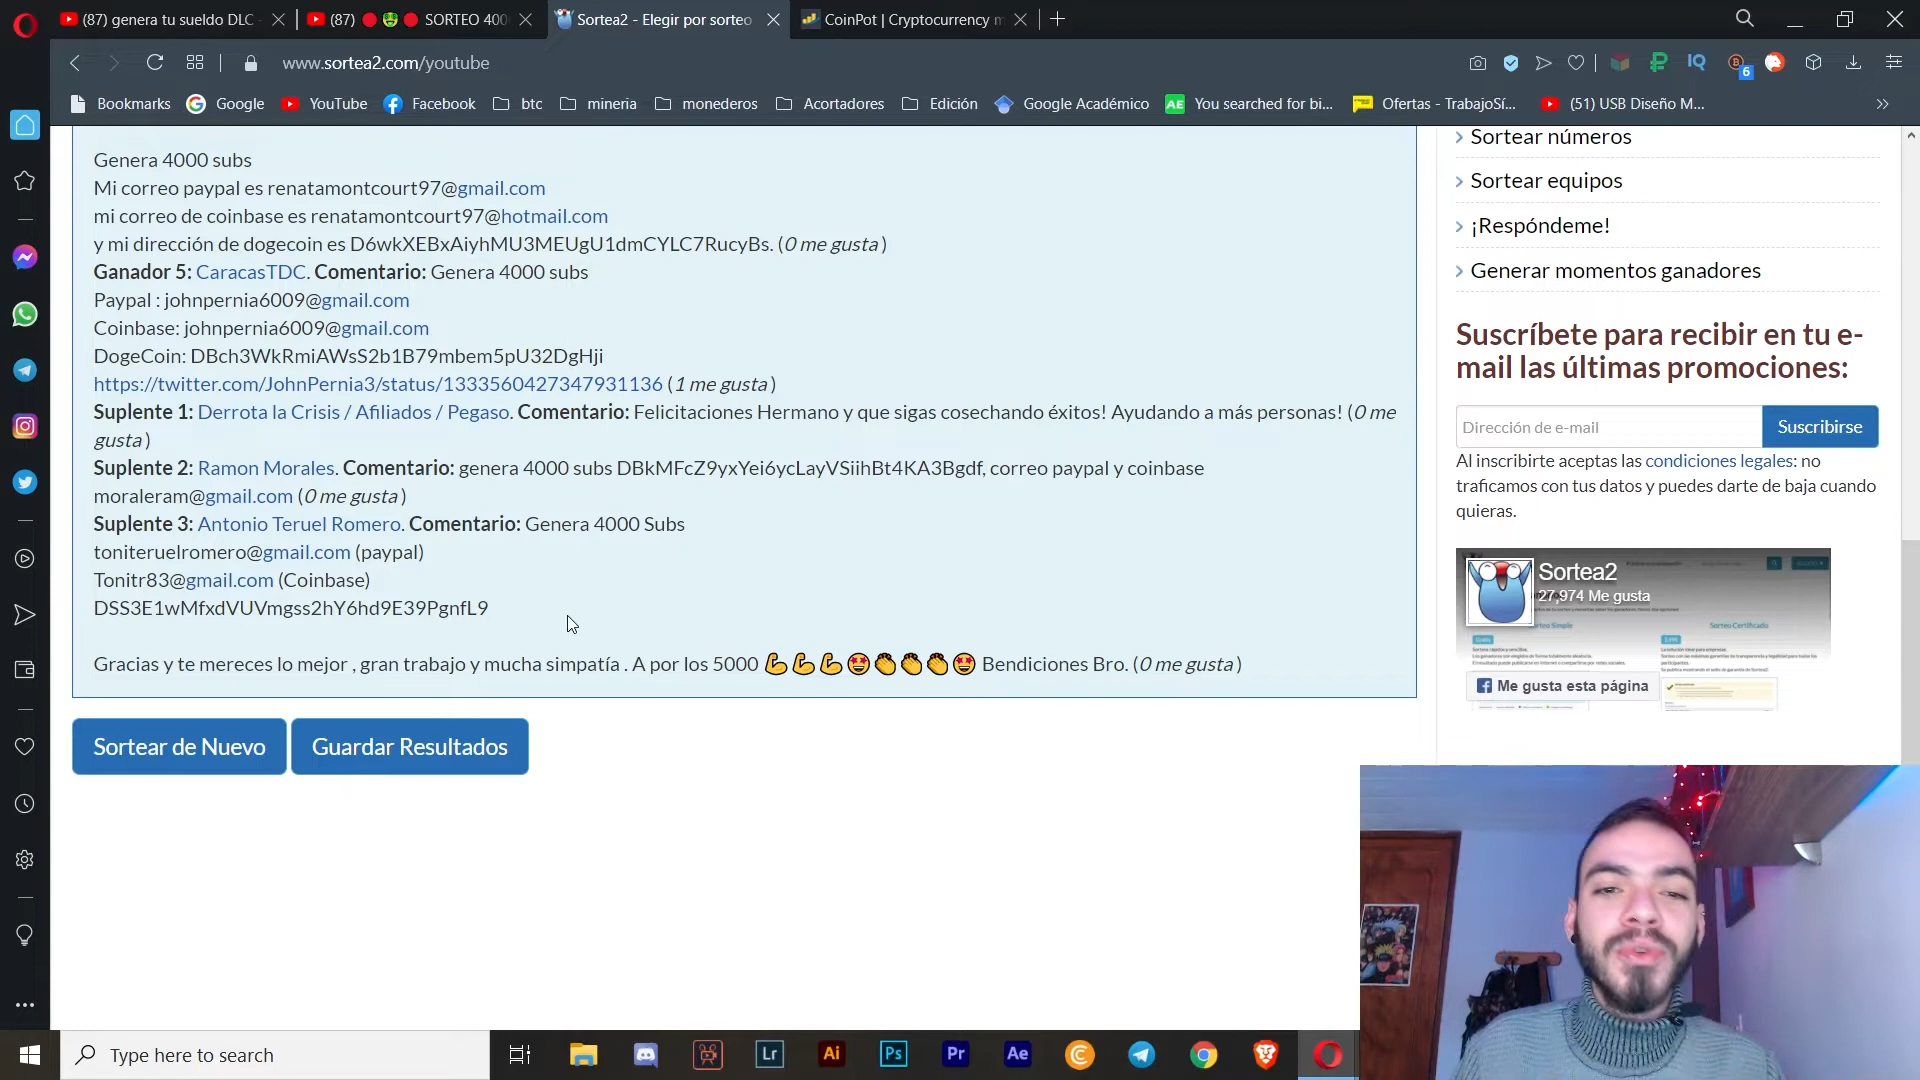 (87) genera tu sueldo DLC
(87) 🔴🤑🔴 SORTEO 400
Sortea2 - Elegir por sorteo
CoinPot | Cryptocurrency m
www.sortea2.com/youtube
6
Bookmarks
Google
YouTube
Facebook
btc
mineria
monederos
Acortadores
Edición
Google Académico
AE You searched for bi...
Ofertas - TrabajoSí...
(51) USB Diseño M...
Genera 4000 subs
Mi correo paypal es renatamontcourt97@gmail.com
mi correo de coinbase es renatamontcourt97@hotmail.com
y mi dirección de dogecoin es D6wkXEBxAiyhMU3MEUgU1dmCYLC7RucyBs. (0 me gusta )
Ganador 5: CaracasTDC. Comentario: Genera 4000 subs
Paypal : johnpernia6009@gmail.com
Coinbase: johnpernia6009@gmail.com
DogeCoin: DBch3WkRmiAWsS2b1B79mbem5pU32DgHji
https://twitter.com/JohnPernia3/status/1333560427347931136 (1 me gusta )
Suplente 1: Derrota la Crisis / Afiliados / Pegaso. Comentario: Felicitaciones Hermano y que sigas cosechando éxitos! Ayudando a más personas! (0 me
gusta )
Suplente 2: Ramon Morales. Comentario: genera 4000 subs DBkMFcZ9yxYei6ycLayVSiihBt4KA3Bgdf, correo paypal y coinbase
moraleram@gmail.com (0 me gusta )
Suplente 3: Antonio Teruel Romero. Comentario: Genera 4000 Subs
toniteruelromero@gmail.com (paypal)
Tonitr83@gmail.com (Coinbase)
DSS3E1wMfxdVUVmgss2hY6hd9E39PgnfL9
Gracias y te mereces lo mejor , gran trabajo y mucha simpatía . A por los 5000 💪💪💪🤩👏👏👏🤩 Bendiciones Bro. (0 me gusta )
Sortear de Nuevo
Guardar Resultados
Sortear números
Sortear equipos
¡Respóndeme!
Generar momentos ganadores
Suscríbete para recibir en tu e-
mail las últimas promociones:
Dirección de e-mail
Suscribirse
Al inscribirte aceptas las condiciones legales: no
traficamos con tus datos y puedes darte de baja cuando
quieras.
Sortea2
27,974 Me gusta
Sorteo Certificado
Me gusta esta página
Type here to search
Lr
Ai
Ps
Pr
Ae